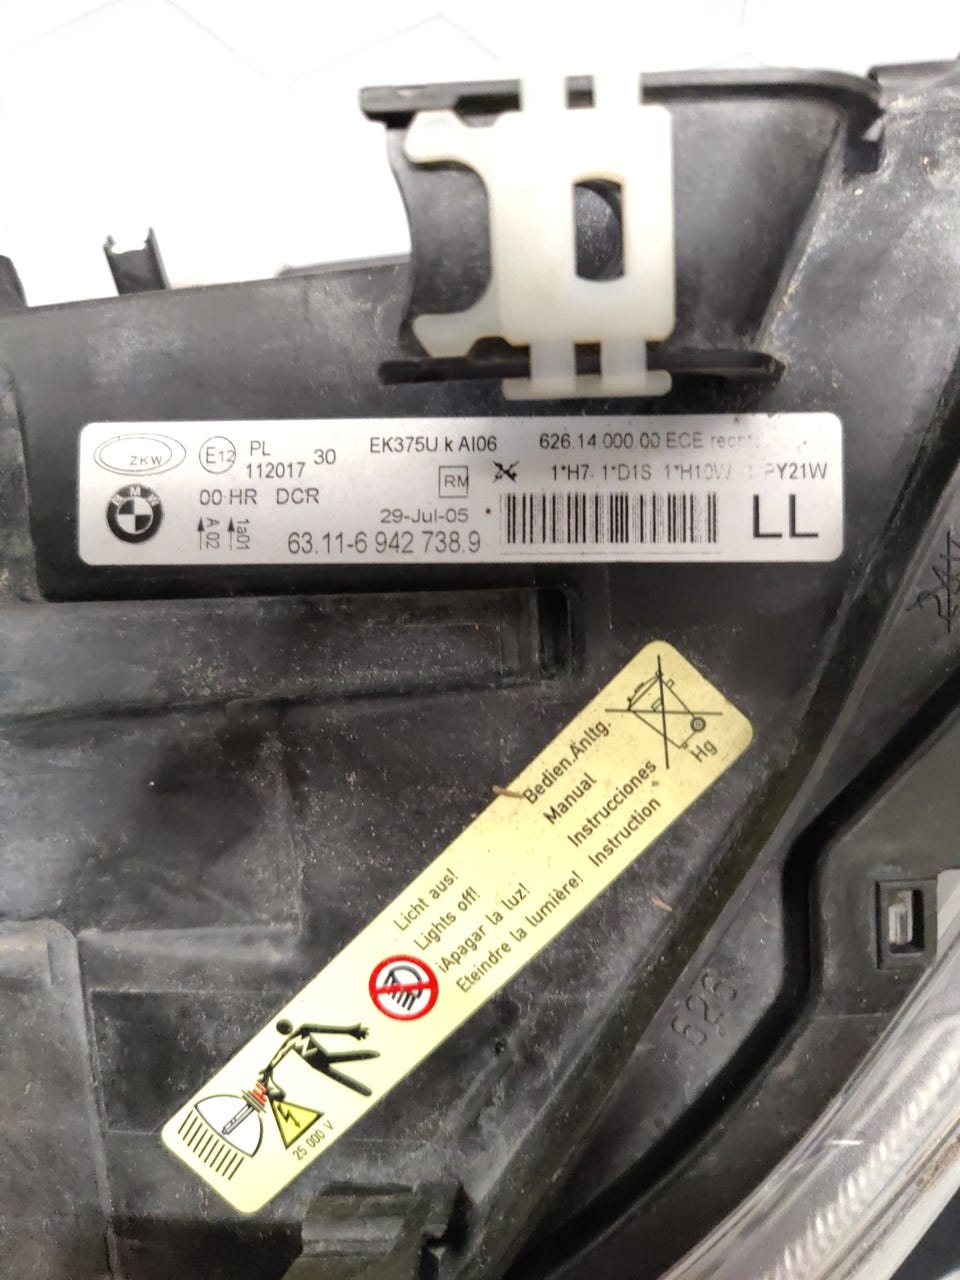 ZKW
E12
PL
112017 30
EK375U k AI06
626.14.000.00 ECE
RM
1*H7. 1*D1S 1*H10W
PY21W
BMW
00 HR DCR
A 02
1a01
29-Jul-05
63.11-6 942 738.9
LL
Hg
Bedien.Anltg.
Manual
Instrucciones
Instruction
Licht aus!
Lights off!
¡Apagar la luz!
Eteindre la lumière!
25 000 V
626